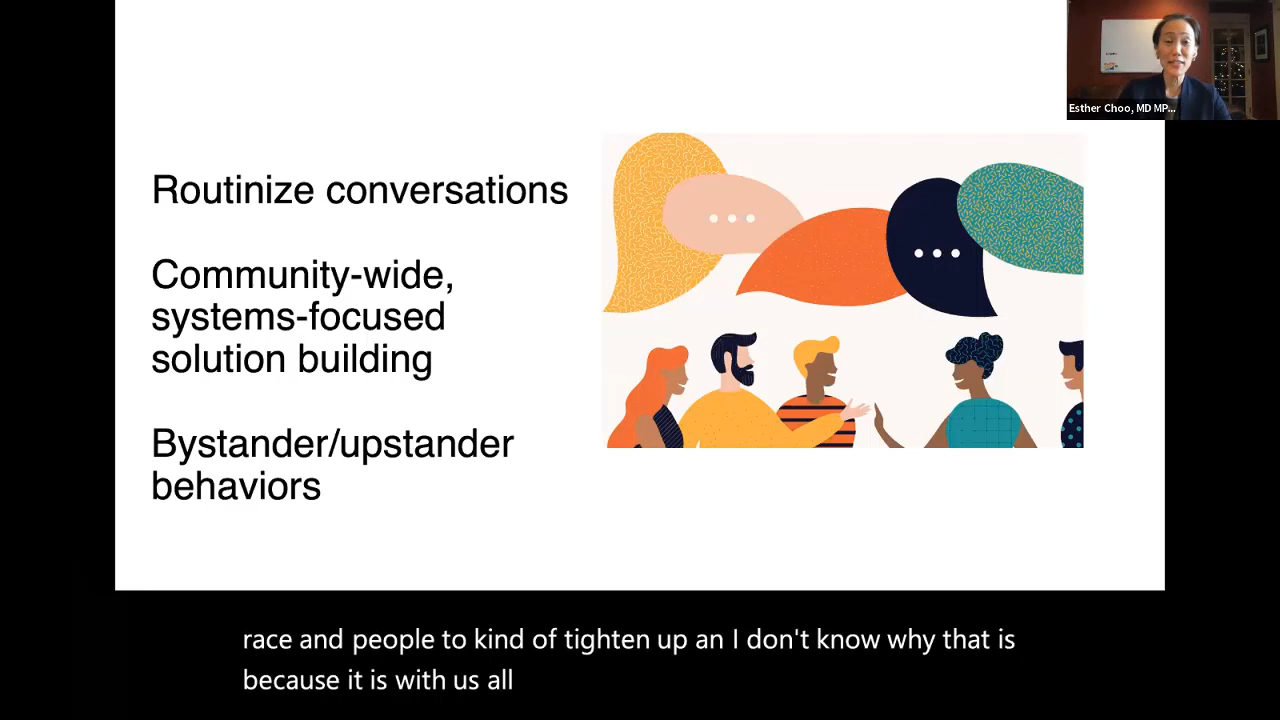 Esther Choo, MD MP...
Routinize conversations
Community-wide,
systems-focused
solution building
Bystander/upstander
behaviors
race and people to kind of tighten up an I don't know why that is
because it is with us all